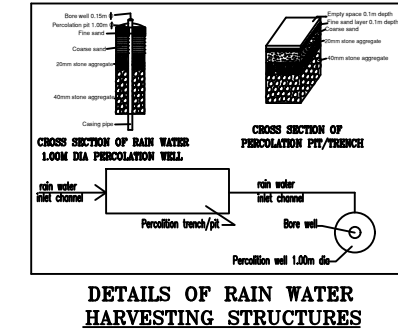 Bore well 0.15m
Percolation pit 1.00m
Fine sand
Coarse sand
20mm stone aggregate
40mm stone aggregate
Casing pipe
CROSS SECTION OF RAIN WATER
1.00M DIA PERCOLATION WELL
Empty space 0.1m depth
Fine sand layer 0.1m depth
Coarse sand
20mm stone aggregate
40mm stone aggregate
CROSS SECTION OF
PERCOLATION PIT/TRENCH
rain water
inlet channel
Percolition trench/pit
rain water
inlet channel
Bore well
Percolition well 1.00m dia
DETAILS OF RAIN WATER
HARVESTING STRUCTURES